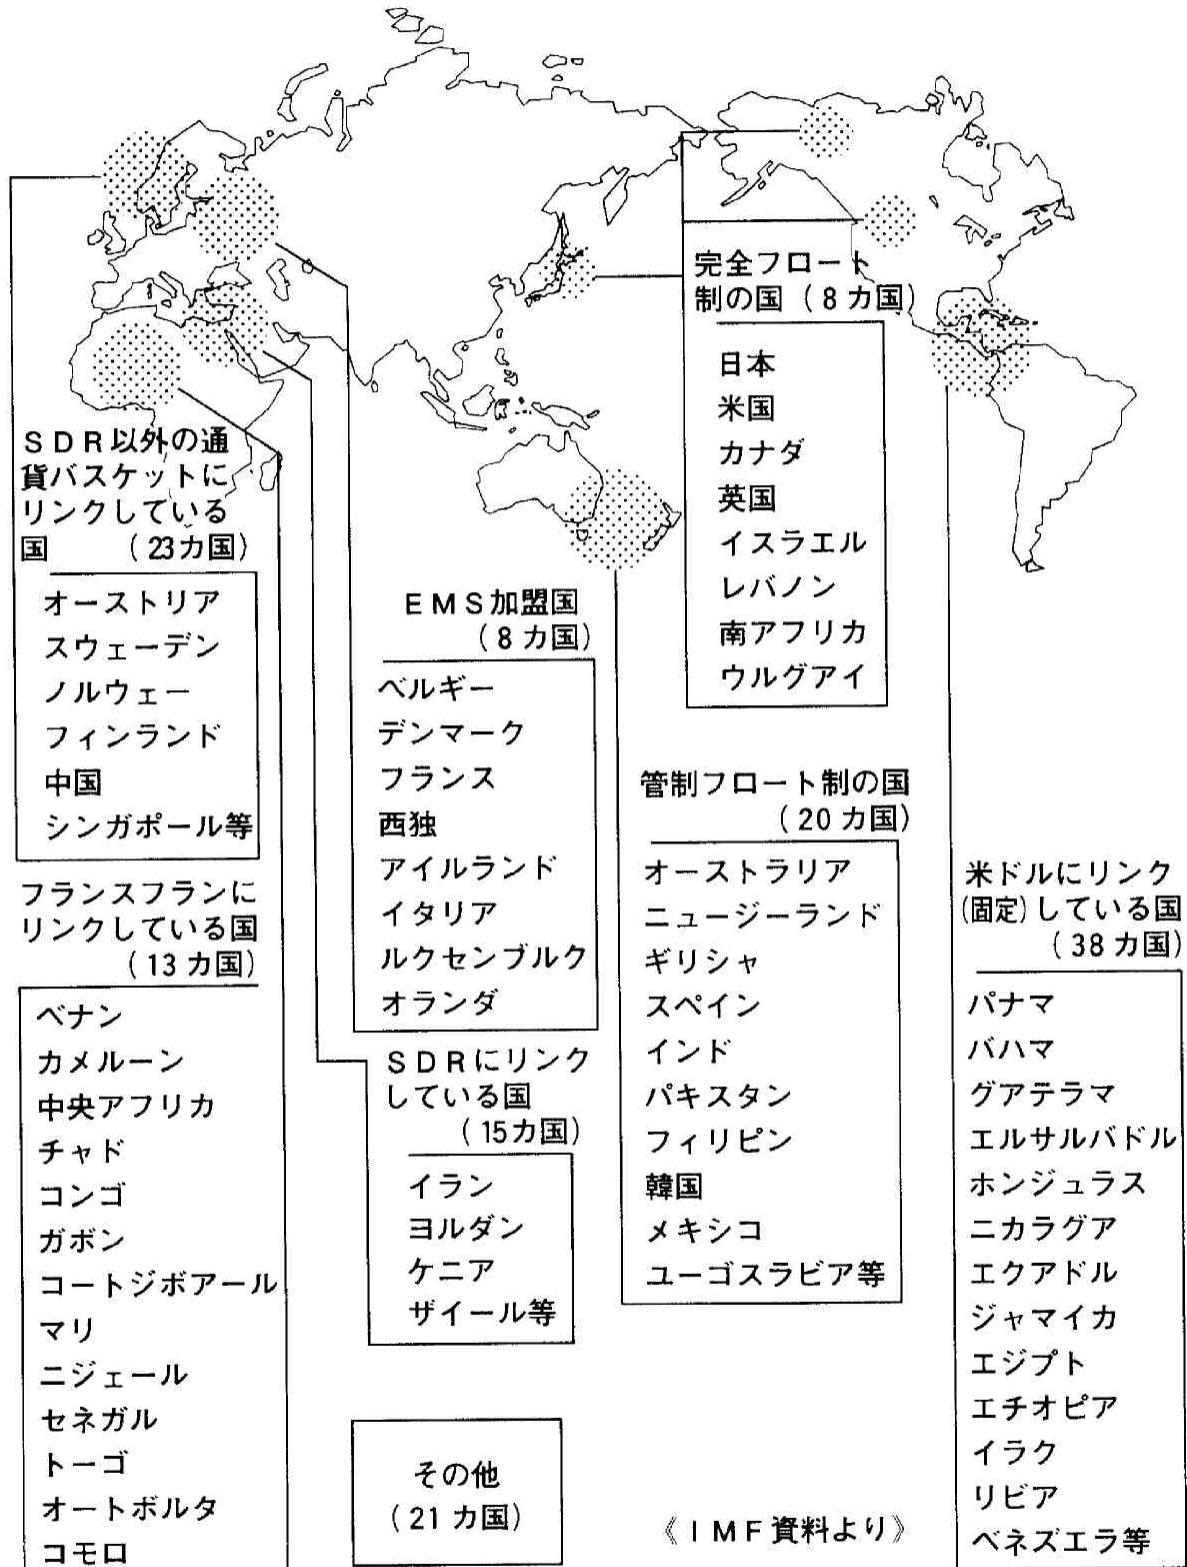 完全フロート
制の国（8カ国）
日本
米国
カナダ
英国
イスラエル
レバノン
南アフリカ
ウルグアイ
SDR以外の通
貨バスケットに
リンクしている
国　　（23カ国）
オーストリア
スウェーデン
ノルウェー
フィンランド
中国
シンガポール等
EMS加盟国
（8カ国）
ベルギー
デンマーク
フランス
西独
アイルランド
イタリア
ルクセンブルク
オランダ
管制フロート制の国
（20カ国）
オーストラリア
ニュージーランド
ギリシャ
スペイン
インド
パキスタン
フィリピン
韓国
メキシコ
ユーゴスラビア等
米ドルにリンク
(固定)している国
（38カ国）
パナマ
バハマ
グアテラマ
エルサルバドル
ホンジュラス
ニカラグア
エクアドル
ジャマイカ
エジプト
エチオピア
イラク
リビア
ベネズエラ等
フランスフランに
リンクしている国
（13カ国）
ベナン
カメルーン
中央アフリカ
チャド
コンゴ
ガボン
コートジボアール
マリ
ニジェール
セネガル
トーゴ
オートボルタ
コモロ
SDRにリンク
している国
（15カ国）
イラン
ヨルダン
ケニア
ザイール等
その他
（21カ国）
《IMF資料より》